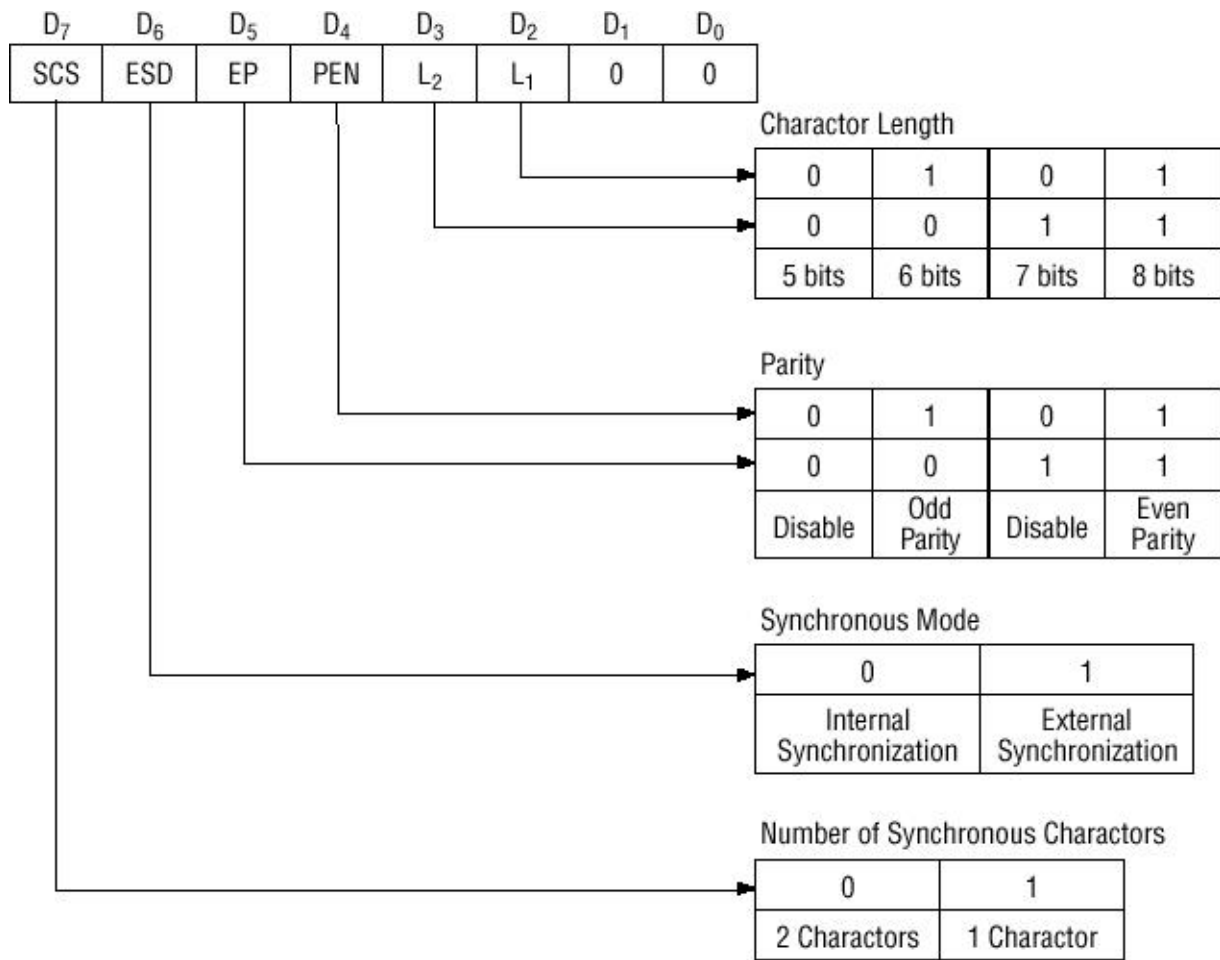 D7 D6 D5 D4 D3 D2 D1 D0
SCS ESD EP PEN L2 L1 0 0
Charactor Length
0 1 0 1
0 0 1 1
5 bits 6 bits 7 bits 8 bits
Parity
0 1 0 1
0 0 1 1
Disable Odd Parity Disable Even Parity
Synchronous Mode
0 1
Internal Synchronization External Synchronization
Number of Synchronous Charactors
0 1
2 Charactors 1 Charactor